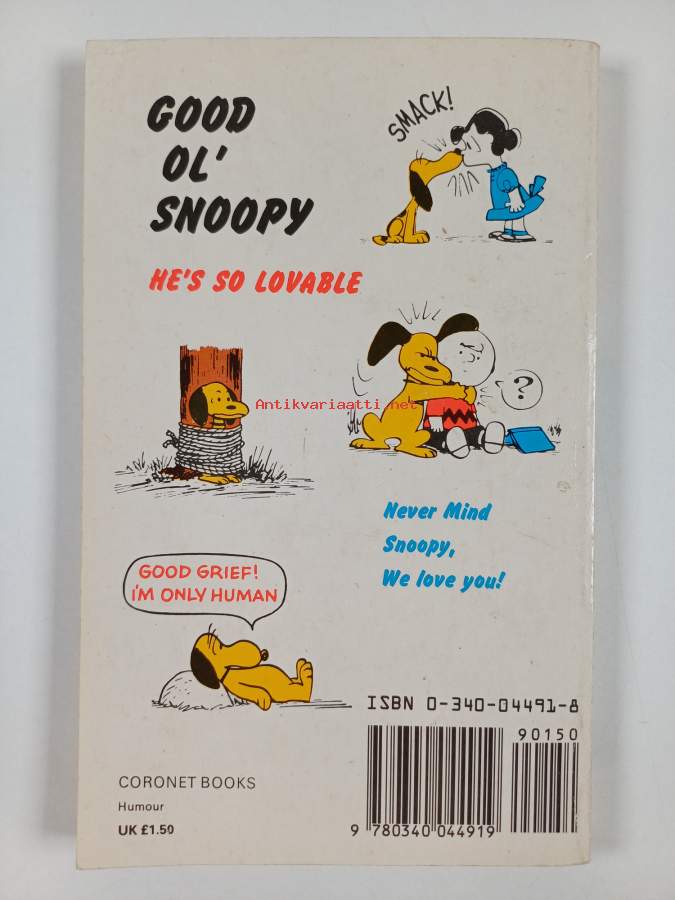 GOOD
OL'
SNOOPY
SMACK!
HE'S SO LOVABLE
?
Antikvariaatti.net
Never Mind
Snoopy,
We love you!
GOOD GRIEF!
I'M ONLY HUMAN
ISBN 0-340-04491-8
90150
CORONET BOOKS
Humour
UK £1.50
9 780340 044919